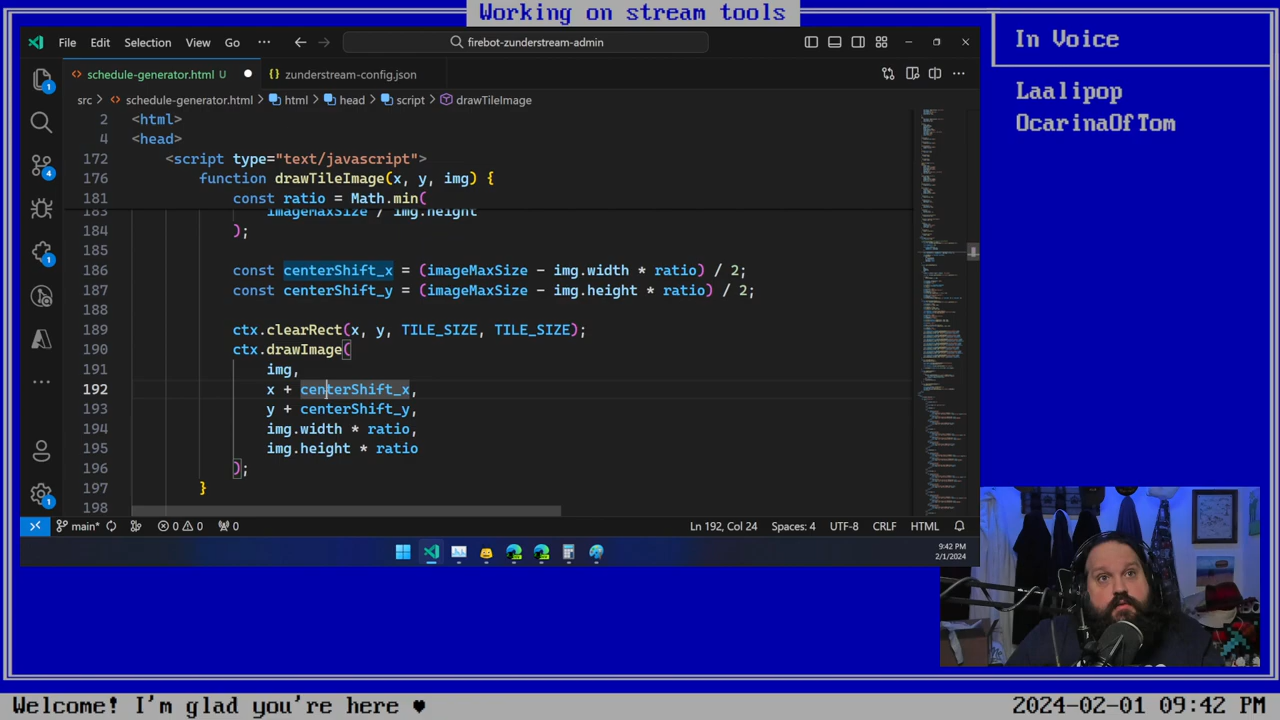 Working on stream tools
File Edit Selection View Go ··· firebot-zunderstream-admin
schedule-generator.html U zunderstream-config.json
src > schedule-generator.html > html > head > script > drawTileImage
2 <html>
4 <head>
172 <script type="text/javascript">
176 function drawTileImage(x, y, img) {
181 const ratio = Math.min(
183 imageMaxSize / img.height
184 );
185
186 const centerShift_x = (imageMaxSize - img.width * ratio) / 2;
187 const centerShift_y = (imageMaxSize - img.height * ratio) / 2;
188
189 ctx.clearRect(x, y, TILE_SIZE, TILE_SIZE);
190 ctx.drawImage(
191 img,
192 x + centerShift_x,
193 y + centerShift_y,
194 img.width * ratio,
195 img.height * ratio
196 );
197 }
198
main* 0 0 Ln 192, Col 24 Spaces: 4 UTF-8 CRLF HTML
9:42 PM
2/1/2024
In Voice
Laalipop
OcarinaOfTom
Welcome! I'm glad you're here ♥ 2024-02-01 09:42 PM